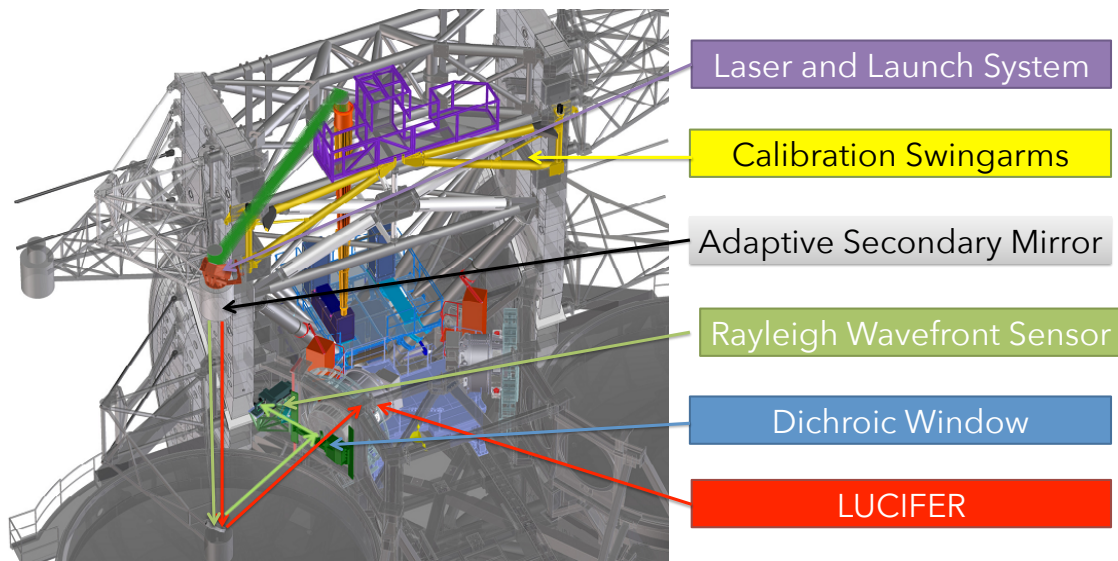 Laser and Launch System
Calibration Swingarms
Adaptive Secondary Mirror
Rayleigh Wavefront Sensor
Dichroic Window
LUCIFER